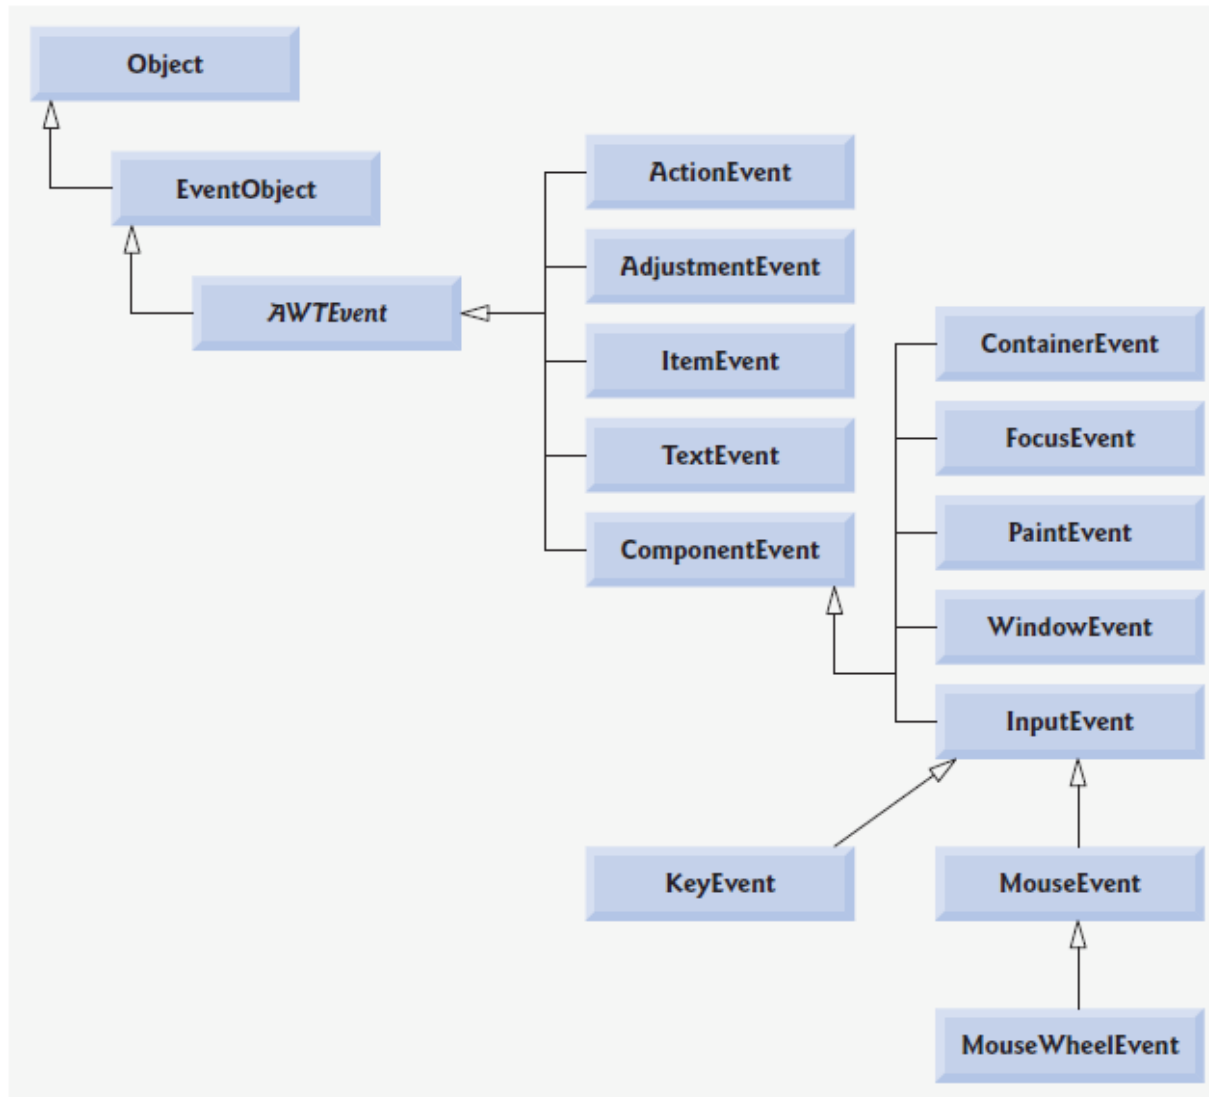 Object
EventObject
AWTEvent
ActionEvent
AdjustmentEvent
ItemEvent
TextEvent
ComponentEvent
ContainerEvent
FocusEvent
PaintEvent
WindowEvent
InputEvent
KeyEvent
MouseEvent
MouseWheelEvent